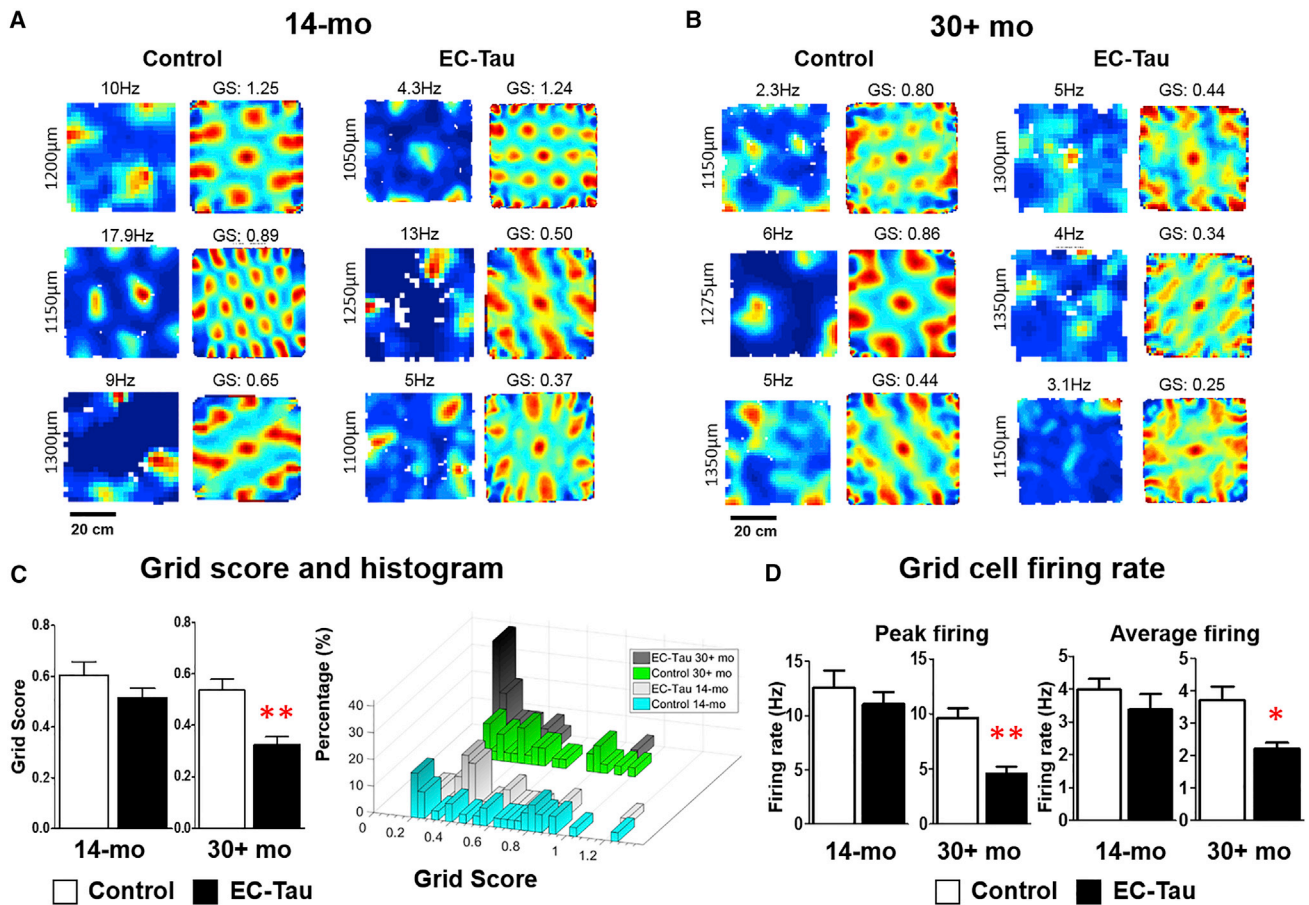 A
14-mo
Control
EC-Tau
10Hz
GS: 1.25
4.3Hz
GS: 1.24
1200µm
1050µm
17.9Hz
GS: 0.89
13Hz
GS: 0.50
1150µm
1250µm
9Hz
GS: 0.65
5Hz
GS: 0.37
1300µm
1100µm
20 cm
B
30+ mo
Control
EC-Tau
2.3Hz
GS: 0.80
5Hz
GS: 0.44
1150µm
1300µm
6Hz
GS: 0.86
4Hz
GS: 0.34
1275µm
1350µm
5Hz
GS: 0.44
3.1Hz
GS: 0.25
1350µm
1150µm
20 cm
C
Grid score and histogram
Grid Score
0.8
0.6
0.4
0.2
0.0
14-mo
0.8
0.6
0.4
0.2
0.0
**
30+ mo
Control
EC-Tau
Percentage (%)
40
30
20
10
0
0
0.2
0.4
0.6
0.8
1
1.2
Grid Score
EC-Tau 30+ mo
Control 30+ mo
EC-Tau 14-mo
Control 14-mo
D
Grid cell firing rate
Peak firing
Firing rate (Hz)
15
10
5
0
14-mo
15
10
5
0
**
30+ mo
Average firing
Firing rate (Hz)
5
4
3
2
1
0
14-mo
5
4
3
2
1
0
*
30+ mo
Control
EC-Tau